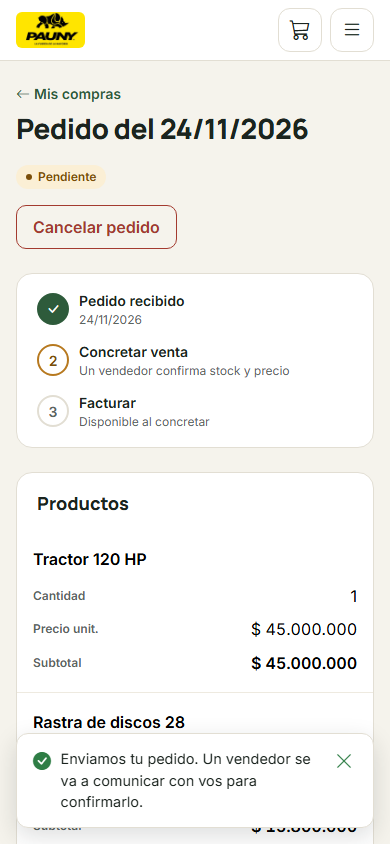 PAUNY
← Mis compras
Pedido del 24/11/2026
Pendiente
Cancelar pedido
Pedido recibido
24/11/2026
2
Concretar venta
Un vendedor confirma stock y precio
3
Facturar
Disponible al concretar
Productos
Tractor 120 HP
Cantidad 1
Precio unit. $ 45.000.000
Subtotal $ 45.000.000
Rastra de discos 28
Enviamos tu pedido. Un vendedor se
va a comunicar con vos para
confirmarlo.
Subtotal